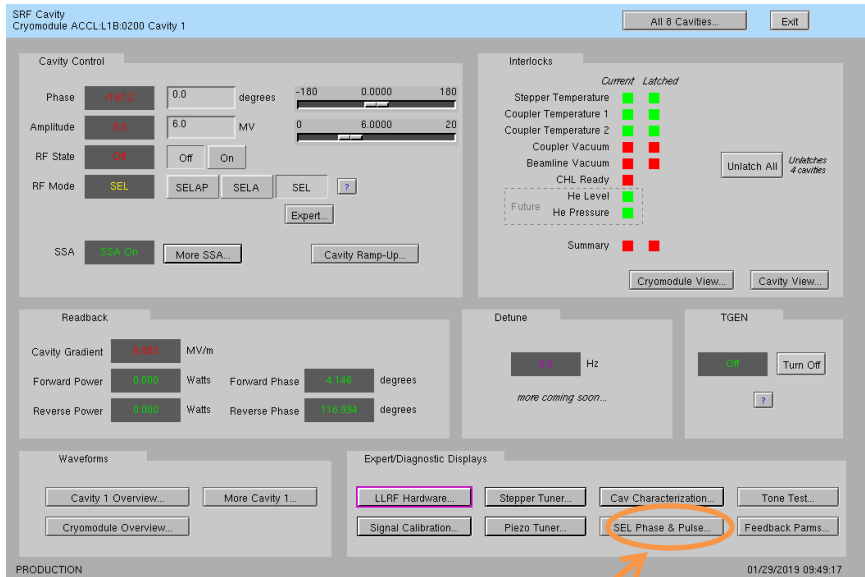 SRF Cavity
Cryomodule ACCL:L1B:0200 Cavity 1
All 8 Cavities...
Exit
Cavity Control
Phase
0.0
degrees
-180 0.0000 180
Amplitude
0.0
6.0
MV
0 6.0000 20
RF State
Off
Off
On
RF Mode
SEL
SELAP
SELA
SEL
?
Expert...
SSA
SSA On
More SSA...
Cavity Ramp-Up...
Interlocks
Current Latched
Stepper Temperature
Coupler Temperature 1
Coupler Temperature 2
Coupler Vacuum
Beamline Vacuum
CHL Ready
Future
He Level
He Pressure
Summary
Unlatch All
Unlatches
4 cavities
Cryomodule View...
Cavity View...
Readback
Cavity Gradient 0.000 MV/m
Forward Power 0.000 Watts Forward Phase 4.146 degrees
Reverse Power 0.000 Watts Reverse Phase 116.994 degrees
Detune
0.0 Hz
more coming soon...
TGEN
Off
Turn Off
?
Waveforms
Cavity 1 Overview...
More Cavity 1...
Cryomodule Overview...
Expert/Diagnostic Displays
LLRF Hardware...
Stepper Tuner...
Cav Characterization...
Tone Test...
Signal Calibration...
Piezo Tuner...
SEL Phase & Pulse...
Feedback Parms...
PRODUCTION
01/29/2019 09:49:17